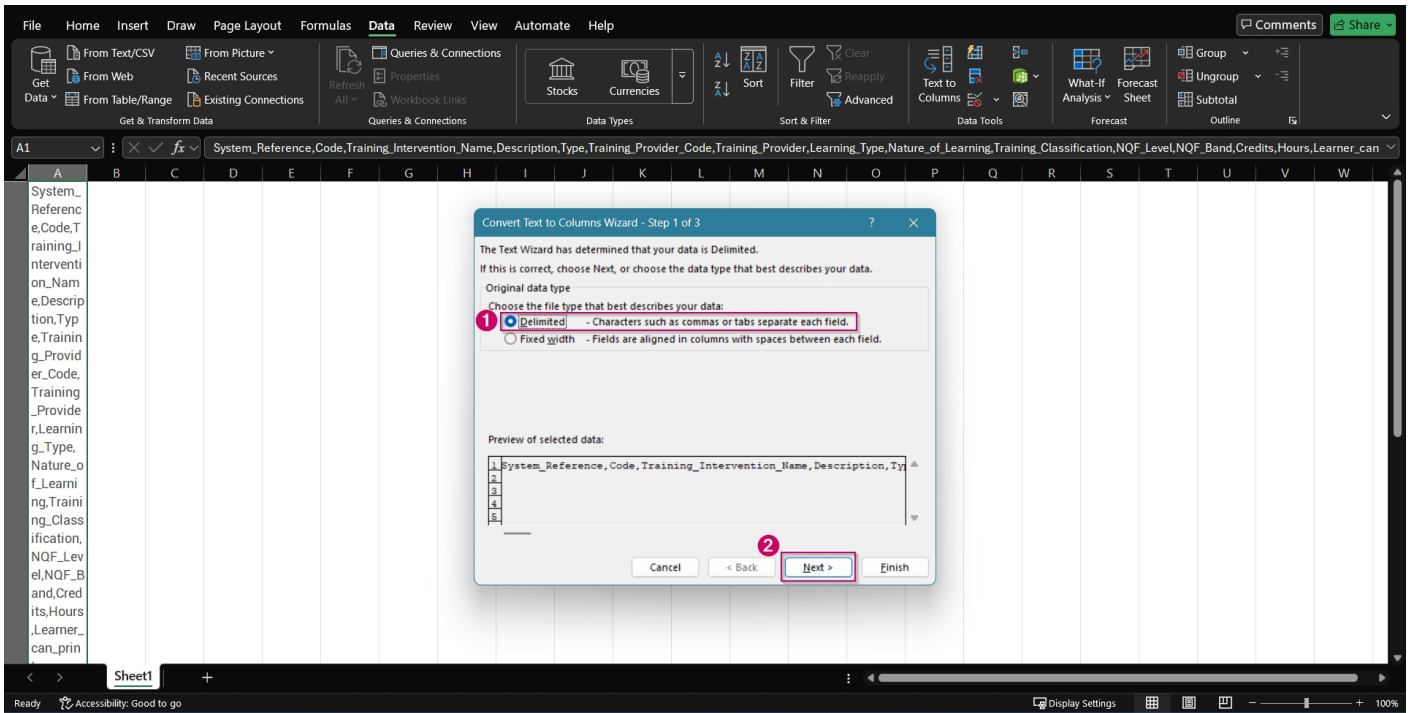 File Home Insert Draw Page Layout Formulas Data Review View Automate Help Comments Share
Get Data
From Text/CSV
From Web
From Table/Range
From Picture
Recent Sources
Existing Connections
Get & Transform Data
Refresh All
Queries & Connections
Properties
Workbook Links
Queries & Connections
Stocks
Currencies
Data Types
Sort
Filter
Clear
Reapply
Advanced
Sort & Filter
Text to Columns
Data Tools
What-If Analysis
Forecast Sheet
Forecast
Group
Ungroup
Subtotal
Outline
A1 fx System_Reference,Code,Training_Intervention_Name,Description,Type,Training_Provider_Code,Training_Provider,Learning_Type,Nature_of_Learning,Training_Classification,NQF_Level,NQF_Band,Credits,Hours,Learner_can
A B C D E F G H I J K L M N O P Q R S T U V W
System_
Referenc
e,Code,T
raining_I
nterventi
on_Nam
e,Descrip
tion,Typ
e,Trainin
g_Provid
er_Code,
Training
_Provide
r,Learnin
g_Type,
Nature_o
f_Learni
ng,Traini
ng_Class
ification,
NQF_Lev
el,NQF_B
and,Cred
its,Hours
,Learner_
can_prin
Convert Text to Columns Wizard - Step 1 of 3 ?
The Text Wizard has determined that your data is Delimited.
If this is correct, choose Next, or choose the data type that best describes your data.
Original data type
Choose the file type that best describes your data:
1 Delimited - Characters such as commas or tabs separate each field.
Fixed width - Fields are aligned in columns with spaces between each field.
Preview of selected data:
1 System_Reference,Code,Training_Intervention_Name,Description,Ty
2
3
4
5
2
Cancel < Back Next > Finish
Sheet1
Ready Accessibility: Good to go Display Settings 100%